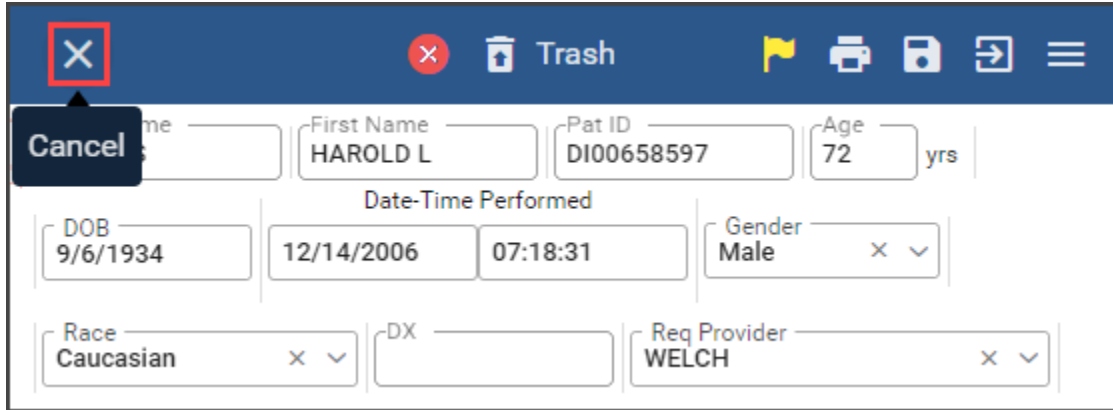 Trash
Cancel
First Name
Pat ID
Age
HAROLD L
DI00658597
72
yrs
Date-Time Performed
DOB
9/6/1934
12/14/2006
07:18:31
Gender
Male
Race
Caucasian
DX
Req Provider
WELCH